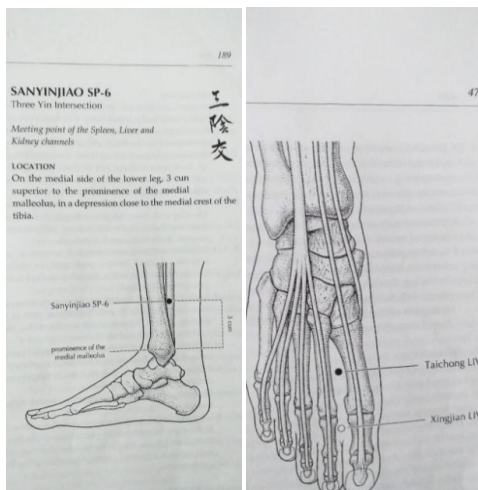 189
SANYINJIAO SP-6
Three Yin Intersection
三
陰
交
Meeting point of the Spleen, Liver and
Kidney channels
LOCATION
On the medial side of the lower leg, 3 cun
superior to the prominence of the medial
malleolus, in a depression close to the medial crest of the
tibia.
Sanyinjiao SP-6
3 cun
prominence of the
medial malleolus
47
Taichong LIV
Xingjian LIV